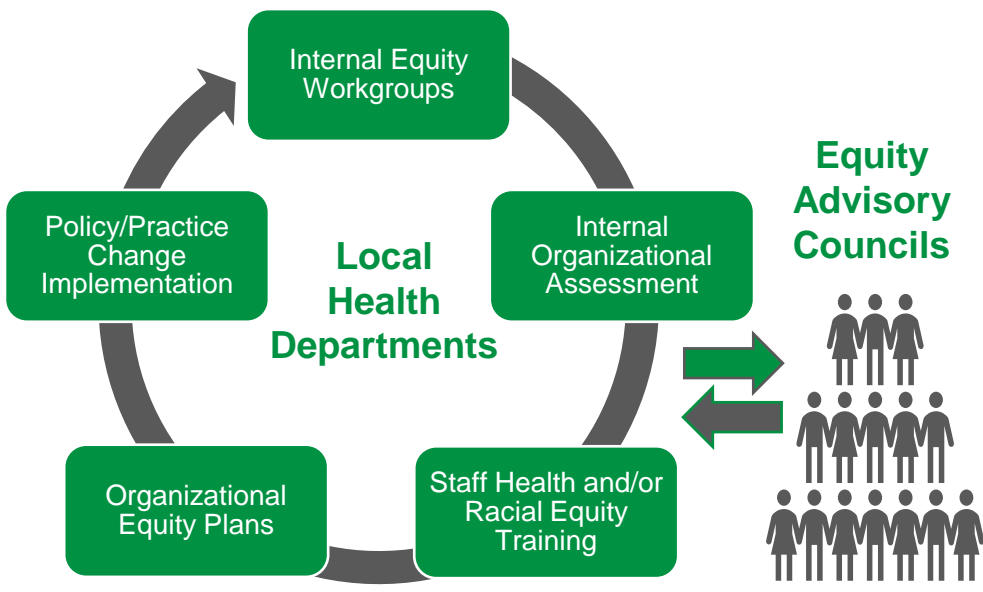 Internal Equity
Workgroups
Internal
Organizational
Assessment
Staff Health and/or
Racial Equity
Training
Organizational
Equity Plans
Policy/Practice
Change
Implementation
Local
Health
Departments
Equity
Advisory
Councils